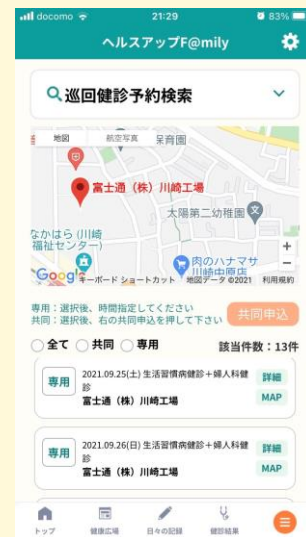 docomo 21:29 83%
ヘルスアップF@mily
巡回健診予約検索
地図 航空写真 保育園
富士通（株）川崎工場
太陽第二幼稚園
なかはら（川崎
福祉センター）
肉のハナマサ
川崎中原店
Google キーボード ショートカット 地図データ ©2021 利用規約
専用：選択後、時間指定してください
共同：選択後、右の共同申込を押して下さい
共同申込
全て 共同 専用 該当件数：13件
専用 2021.09.25(土) 生活習慣病健診＋婦人科健診 詳細
富士通（株）川崎工場 MAP
専用 2021.09.26(日) 生活習慣病健診＋婦人科健診 詳細
富士通（株）川崎工場 MAP
トップ 健康広場 日々の記録 健診結果